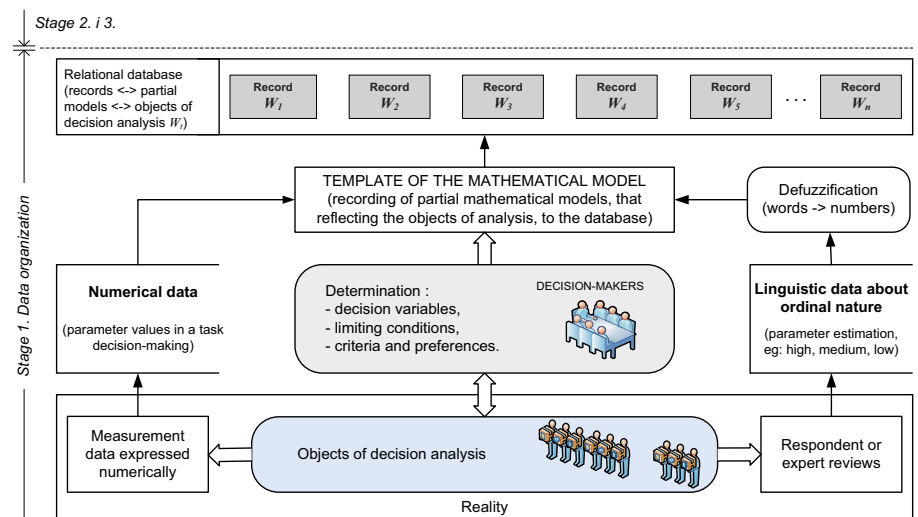 Stage 2. i 3.
Stage 1. Data organization
Relational database
(records <-> partial
models <-> objects of
decision analysis Wₜ)
Record
W₁
Record
W₂
Record
W₃
Record
W₄
Record
W₅
...
Record
Wₙ
TEMPLATE OF THE MATHEMATICAL MODEL
(recording of partial mathematical models, that
reflecting the objects of analysis, to the database)
Defuzzification
(words -> numbers)
Numerical data
(parameter values in a task
decision-making)
Determination :
- decision variables,
- limiting conditions,
- criteria and preferences.
DECISION-MAKERS
Linguistic data about
ordinal nature
(parameter estimation,
eg: high, medium, low)
Measurement
data expressed
numerically
Objects of decision analysis
Respondent or
expert reviews
Reality